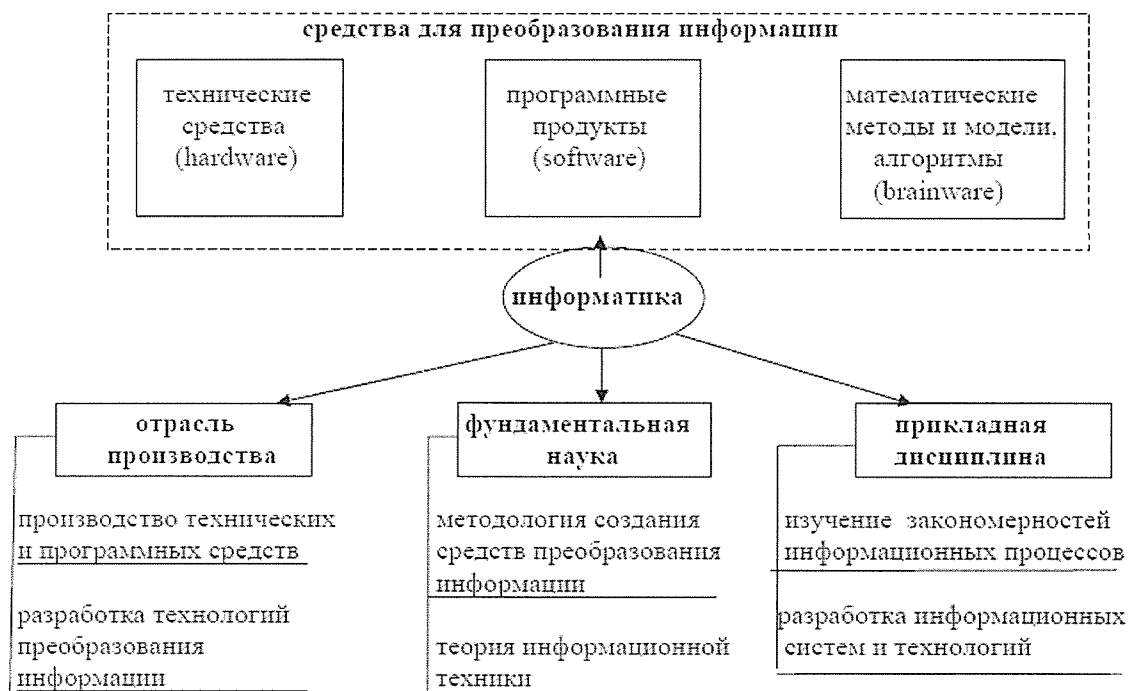 средства для преобразования информации
технические
средства
(hardware)
программные
продукты
(software)
математические
методы и модели,
алгоритмы
(brainware)
информатика
отрасль
производства
фундаментальная
наука
прикладная
дисциплина
производство технических
и программных средств
разработка технологий
преобразования
информации
методология создания
средств преобразования
информации
теория информационной
техники
изучение закономерностей
информационных процессов
разработка информационных
систем и технологий